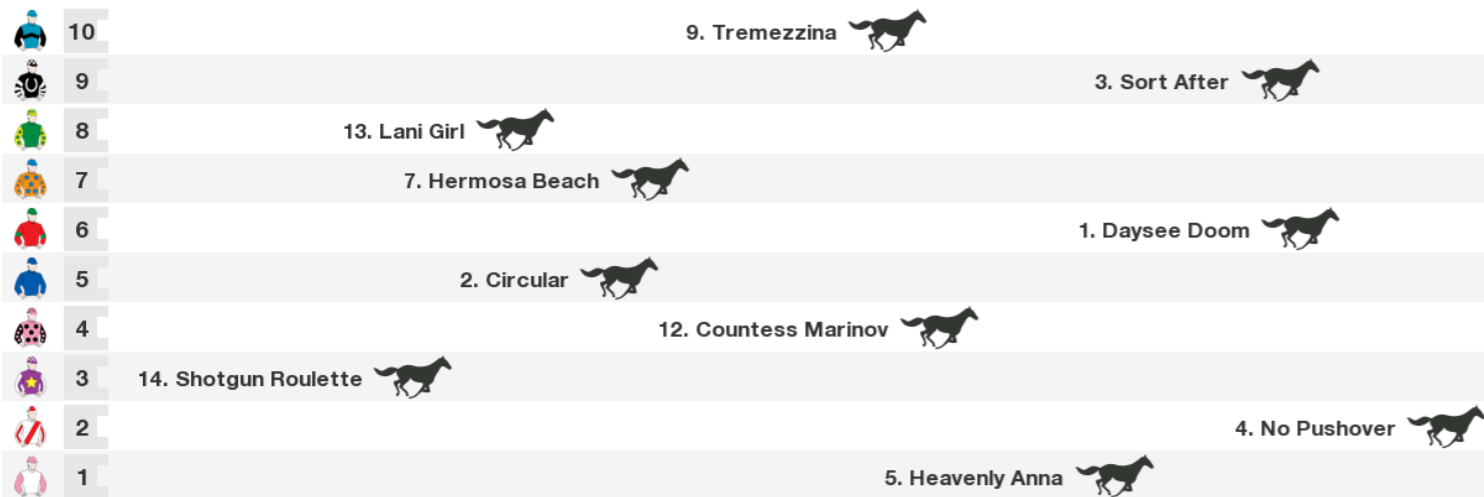 10 9. Tremezzina
9 3. Sort After
8 13. Lani Girl
7 7. Hermosa Beach
6 1. Daysee Doom
5 2. Circular
4 12. Countess Marinov
3 14. Shotgun Roulette
2 4. No Pushover
1 5. Heavenly Anna